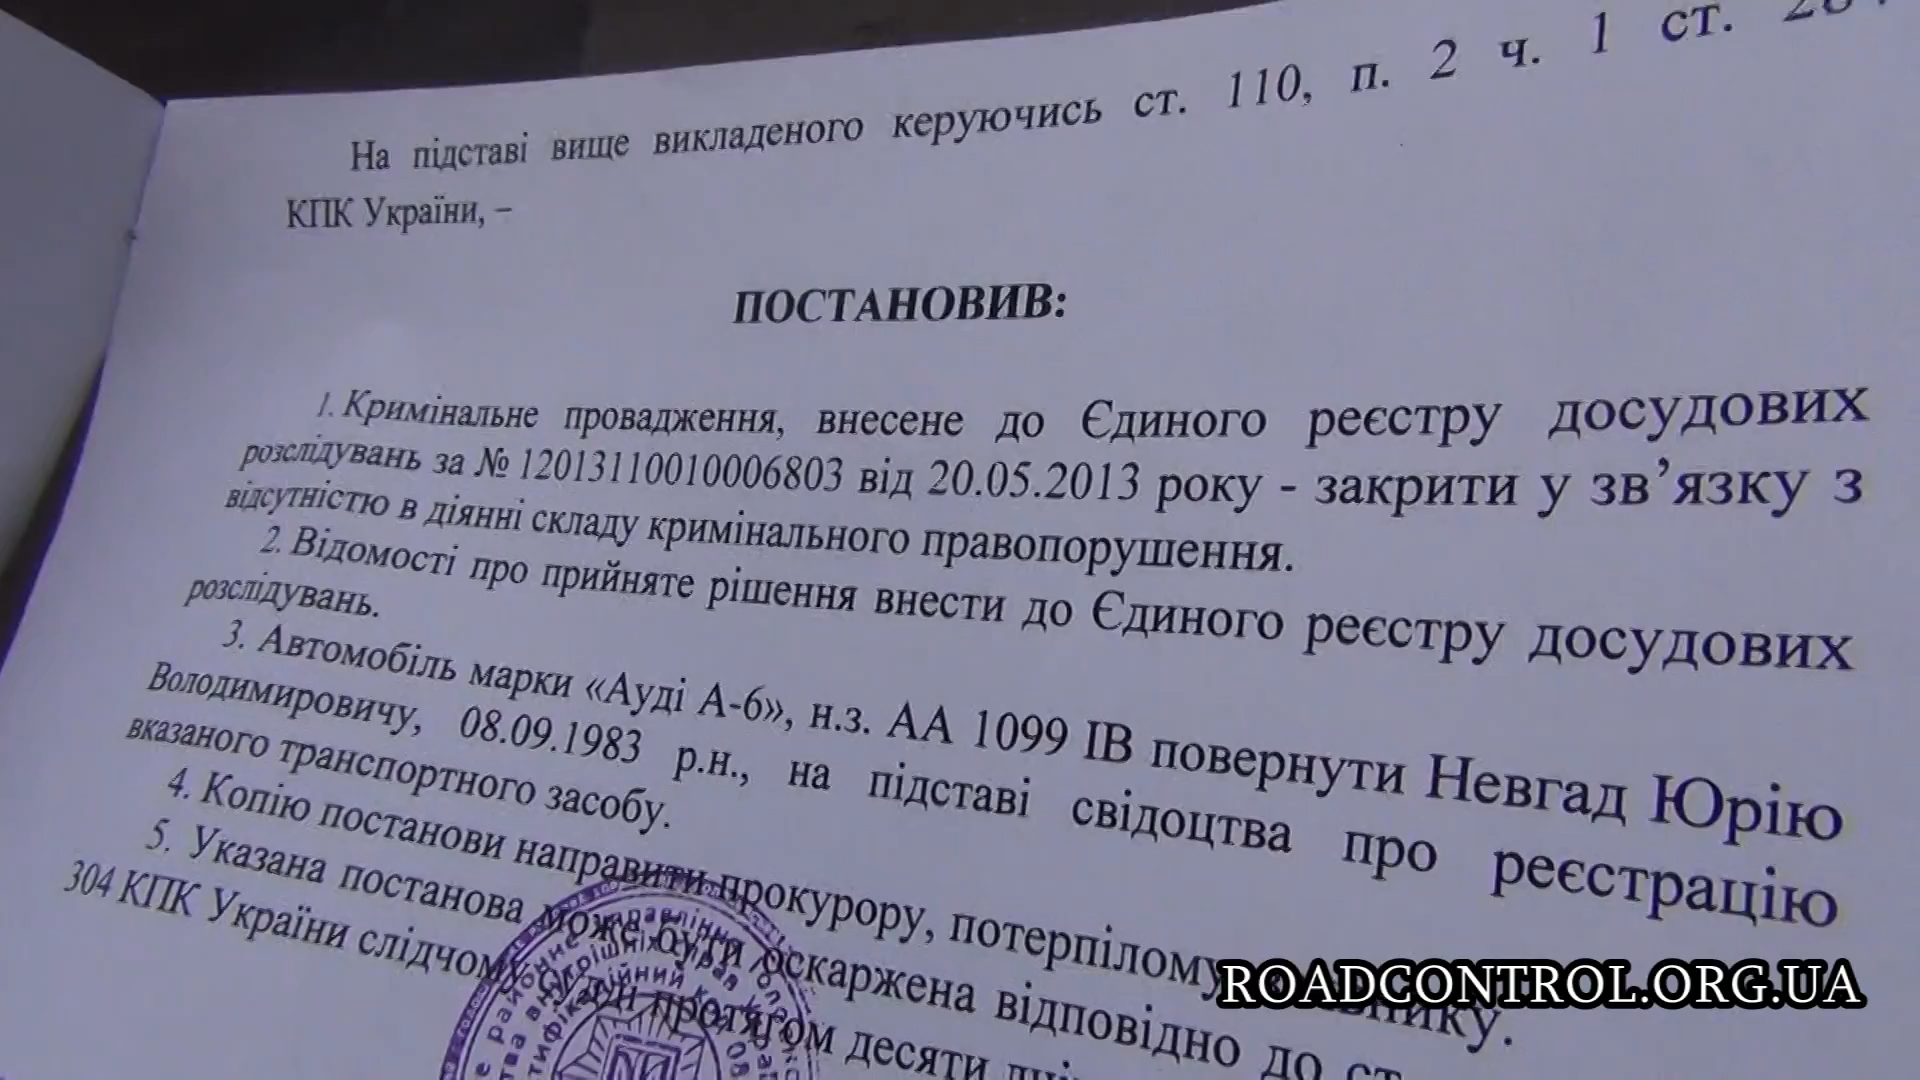 На підставі вище викладеного керуючись ст. 110, п. 2 ч. 1 ст.
КПК України, –
ПОСТАНОВИВ:
1. Кримінальне провадження, внесене до Єдиного реєстру досудових
розслідувань за № 12013110010006803 від 20.05.2013 року - закрити у зв’язку з
відсутністю в діянні складу кримінального правопорушення.
2. Відомості про прийняте рішення внести до Єдиного реєстру досудових
розслідувань.
3. Автомобіль марки «Ауді А-6», н.з. АА 1099 ІВ повернути Невгад Юрію
Володимировичу, 08.09.1983 р.н., на підставі свідоцтва про реєстрацію
вказаного транспортного засобу.
4. Копію постанови направити прокурору, потерпілому,
5. Указана постанова може бути оскаржена відповідно до ст.
304 КПК України слідчому судді протягом десяти днів
ROADCONTROL.ORG.UA